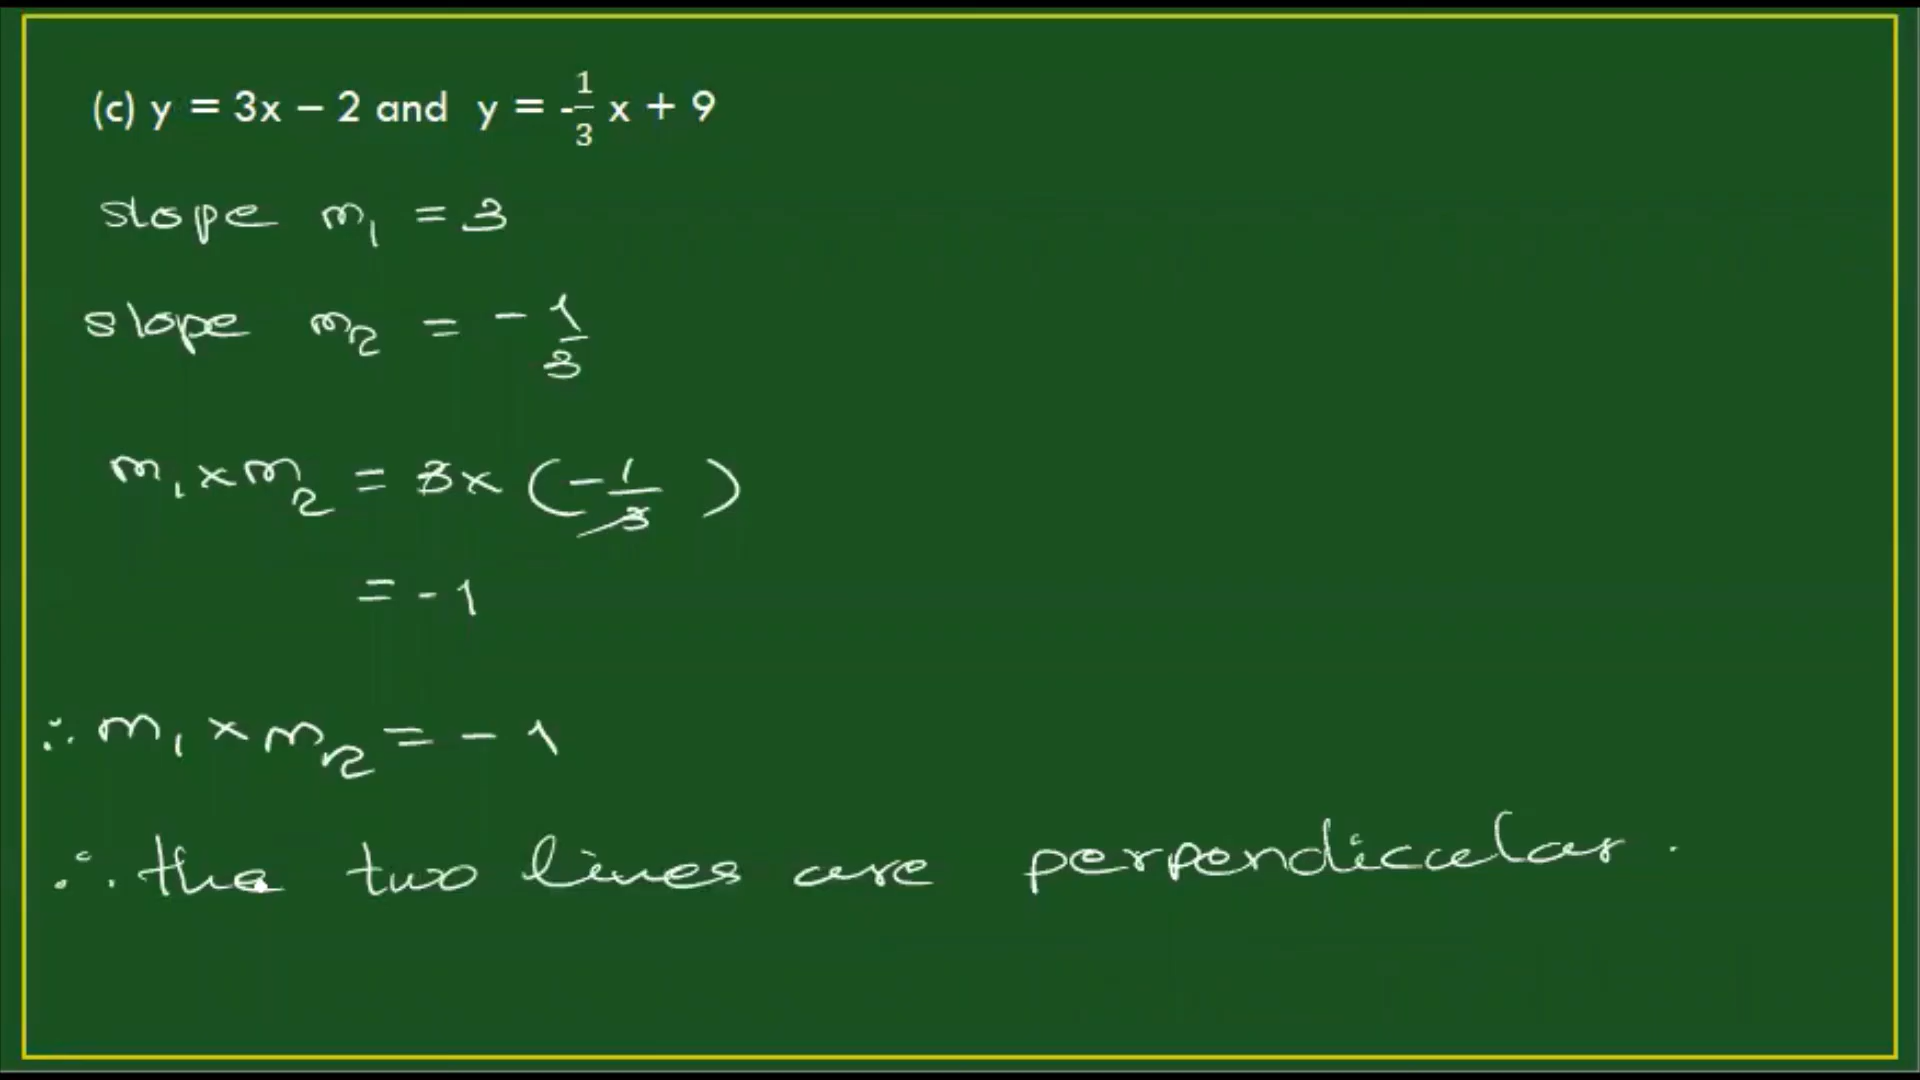 (c) y = 3x – 2 and y = -1/3 x + 9
slope m₁ = 3
slope m₂ = - 1/3
m₁ × m₂ = 3 × (- 1/3)
= - 1
∴ m₁ × m₂ = - 1
∴ the two lines are perpendicular.